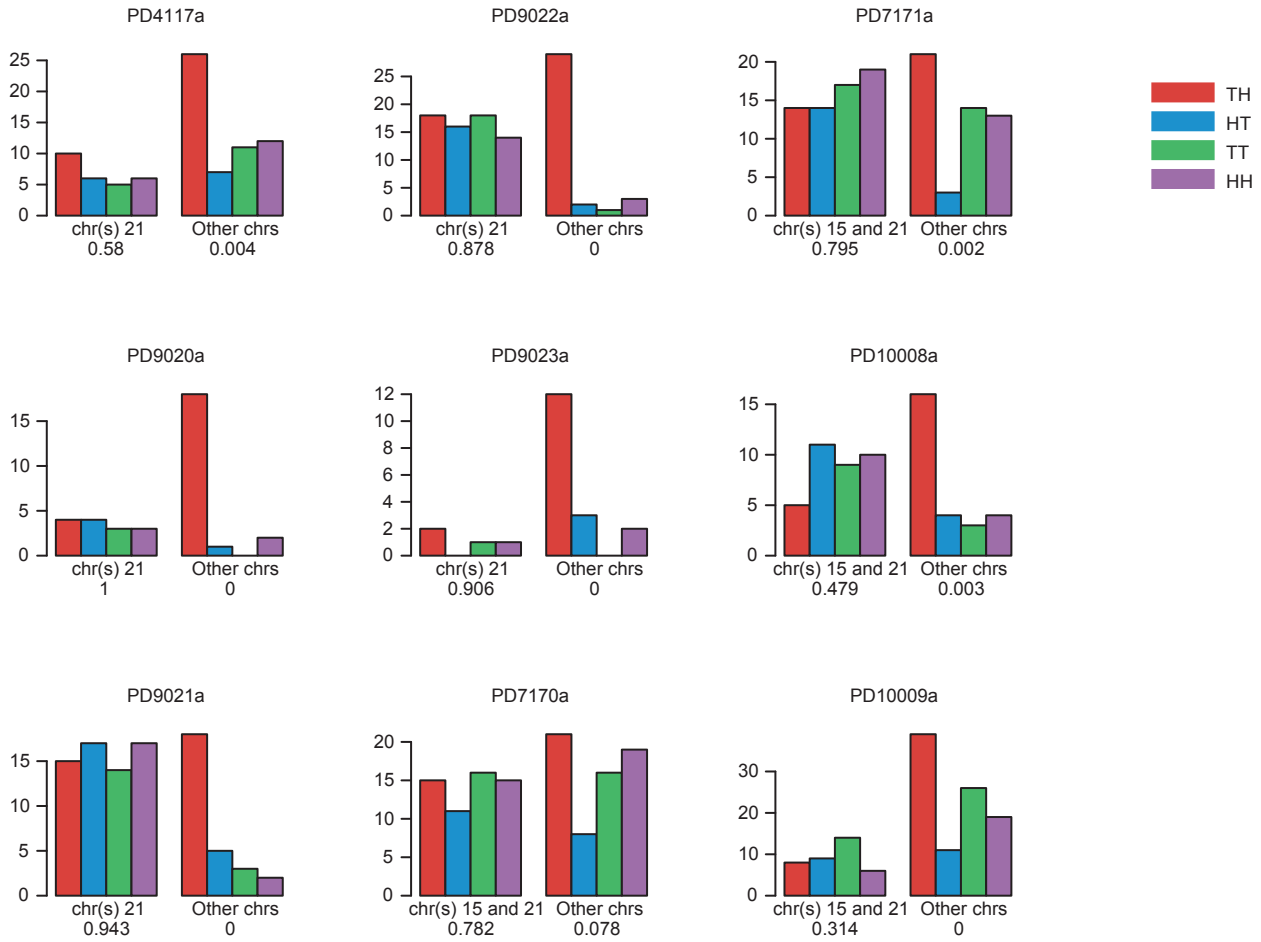 PD4117a
25
20
15
10
5
0
chr(s) 21
0.58
Other chrs
0.004
PD9022a
25
20
15
10
5
0
chr(s) 21
0.878
Other chrs
0
PD7171a
20
15
10
5
0
chr(s) 15 and 21
0.795
Other chrs
0.002
TH
HT
TT
HH
PD9020a
15
10
5
0
chr(s) 21
1
Other chrs
0
PD9023a
12
10
8
6
4
2
0
chr(s) 21
0.906
Other chrs
0
PD10008a
15
10
5
0
chr(s) 15 and 21
0.479
Other chrs
0.003
PD9021a
15
10
5
0
chr(s) 21
0.943
Other chrs
0
PD7170a
20
15
10
5
0
chr(s) 15 and 21
0.782
Other chrs
0.078
PD10009a
30
20
10
0
chr(s) 15 and 21
0.314
Other chrs
0